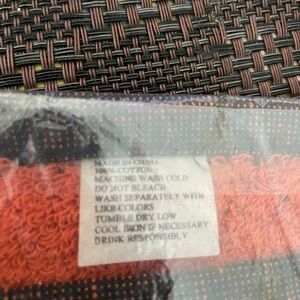 MADE IN CHINA
100% COTTON
MACHINE WASH COLD
DO NOT BLEACH
WASH SEPARATELY WITH
LIKE COLORS
TUMBLE DRY LOW
COOL IRON IF NECESSARY
DRINK RESPONSIBLY